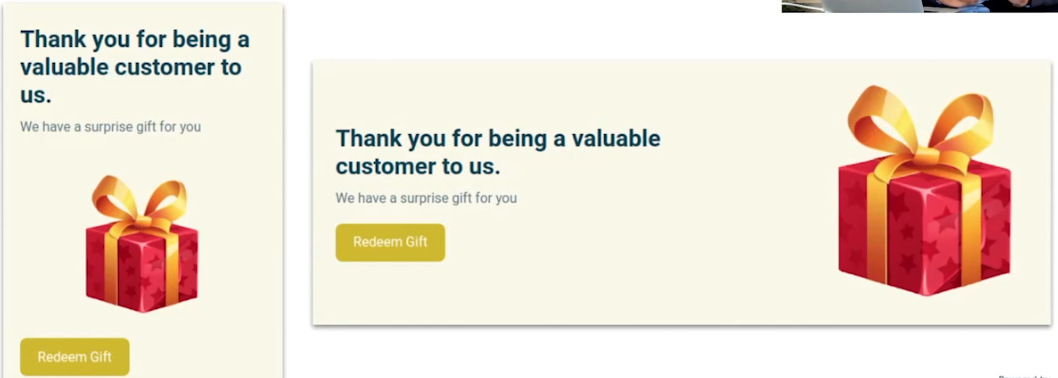 Thank you for being a
valuable customer to
us.
We have a surprise gift for you
Redeem Gift
Thank you for being a valuable
customer to us.
We have a surprise gift for you
Redeem Gift